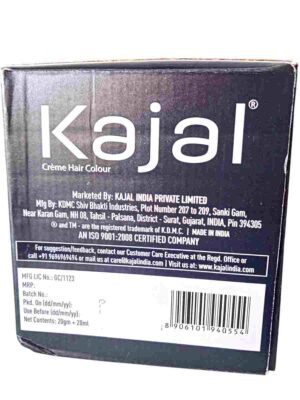 Kajal®
Crème Hair Colour
Marketed By: KAJAL INDIA PRIVATE LIMITED
Mfg By: KDMC Shiv Bhakti Industries, Plot Number 207 to 209, Sanki Gam,
Near Karan Gam, NH 08, Tahsil - Palsana, District - Surat, Gujarat, INDIA, Pin 394305
® and TM - are the registered trademark of K.D.M.C. | MADE IN INDIA
AN ISO 9001:2008 CERTIFIED COMPANY
For suggestion/feedback, contact our Customer Care Executive at the Regd. Office or
call +91 9696969494 or mail us care@kajalindia.com | Visit us: www.kajalindia.com
MFG LIC No.: GC/1123
MRP:
Batch No.:
Pkd. On (dd/mm/yy):
Use Before (dd/mm/yy):
Net Contents: 20gm + 20ml
8 906101 940554